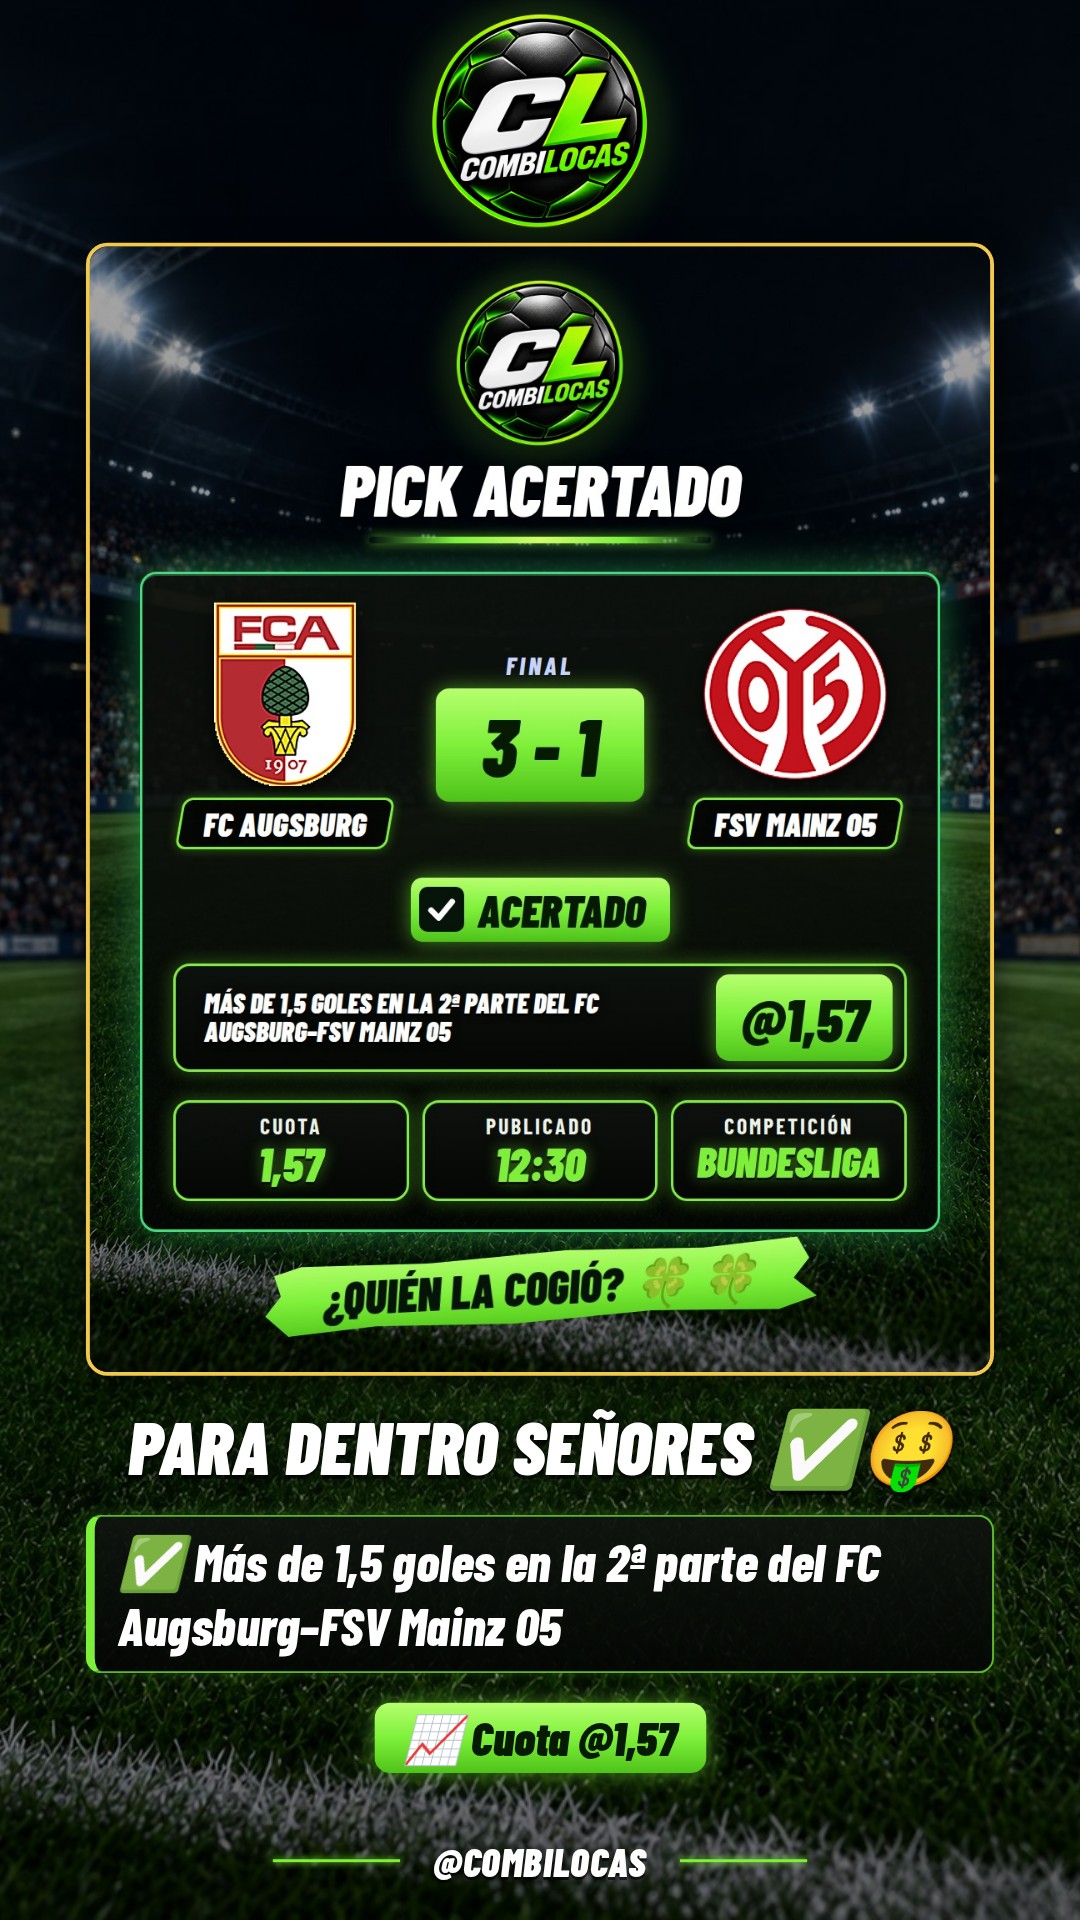 CL
COMBILOCAS
CL
COMBILOCAS
PICK ACERTADO
FCA
1907
FINAL
3 - 1
05
FC AUGSBURG
FSV MAINZ 05
✓ ACERTADO
MÁS DE 1,5 GOLES EN LA 2ª PARTE DEL FC
AUGSBURG-FSV MAINZ 05
@1,57
CUOTA
1,57
PUBLICADO
12:30
COMPETICIÓN
BUNDESLIGA
¿QUIÉN LA COGIÓ? 🍀 🍀
PARA DENTRO SEÑORES ✅🤑
✅ Más de 1,5 goles en la 2ª parte del FC
Augsburg-FSV Mainz 05
📈 Cuota @1,57
@COMBILOCAS